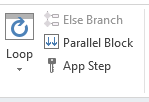 Loop
Else Branch
Parallel Block
App Step